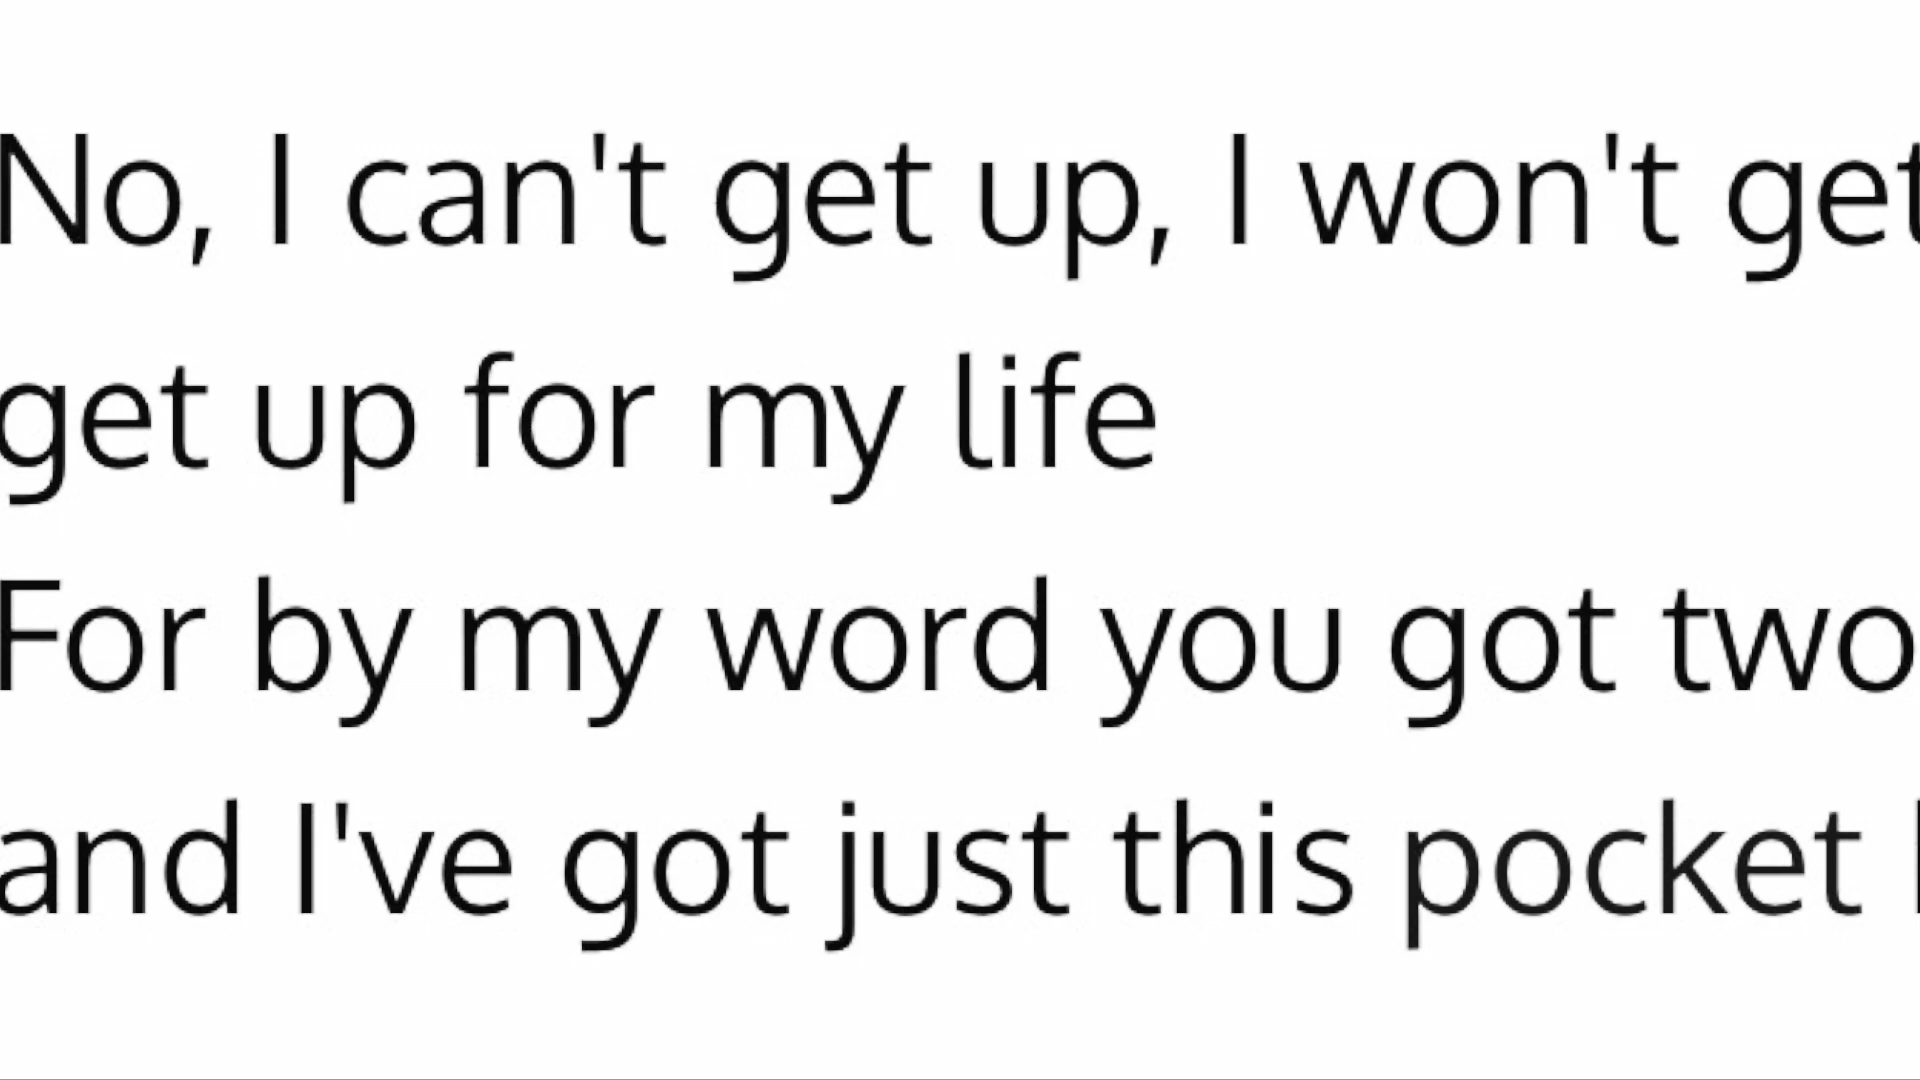 No, I can't get up, I won't get
get up for my life
For by my word you got two
and I've got just this pocket